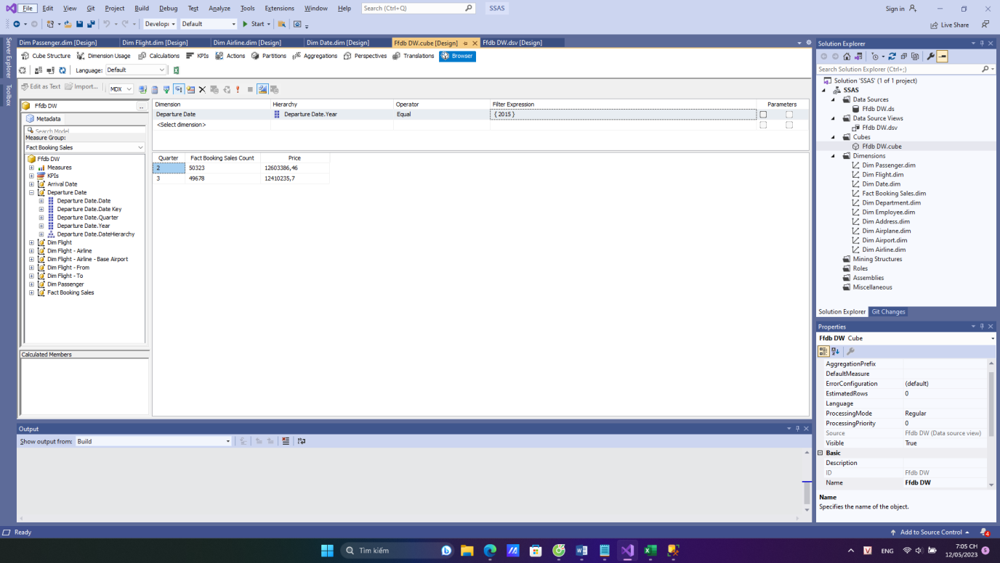 File Edit View Git Project Build Debug Test Analyze Tools Extensions Window Help Search (Ctrl+Q) SSAS Sign in
Developi Default Start Live Share
Server Explorer
Toolbox
Dim Passenger.dim [Design] Dim Flight.dim [Design] Dim Airline.dim [Design] Dim Date.dim [Design] Ffdb DW.cube [Design] Ffdb DW.dsv [Design]
Cube Structure Dimension Usage Calculations KPIs Actions Partitions Aggregations Perspectives Translations Browser
Language: Default
Edit as Text Import... MDX
Ffdb DW ..
Metadata
Search Model
Measure Group:
Fact Booking Sales
Ffdb DW
Measures
KPIs
Arrival Date
Departure Date
Departure Date.Date
Departure Date.Date Key
Departure Date.Quarter
Departure Date.Year
Departure Date.DateHierarchy
Dim Flight
Dim Flight - Airline
Dim Flight - Airline - Base Airport
Dim Flight - From
Dim Flight - To
Dim Passenger
Fact Booking Sales
Calculated Members
Dimension Hierarchy Operator Filter Expression Parameters
Departure Date Departure Date.Year Equal { 2015 }
<Select dimension>
Quarter Fact Booking Sales Count Price
2 50323 12603386,46
3 49678 12410235,7
Output
Show output from: Build
Solution Explorer
Search Solution Explorer (Ctrl+;)
Solution 'SSAS' (1 of 1 project)
SSAS
Data Sources
Ffdb DW.ds
Data Source Views
Ffdb DW.dsv
Cubes
Ffdb DW.cube
Dimensions
Dim Passenger.dim
Dim Flight.dim
Dim Date.dim
Fact Booking Sales.dim
Dim Department.dim
Dim Employee.dim
Dim Address.dim
Dim Airplane.dim
Dim Airport.dim
Dim Airline.dim
Mining Structures
Roles
Assemblies
Miscellaneous
Solution Explorer Git Changes
Properties
Ffdb DW Cube
AggregationPrefix
DefaultMeasure
ErrorConfiguration (default)
EstimatedRows 0
Language
ProcessingMode Regular
ProcessingPriority 0
Source Ffdb DW (Data source view)
Visible True
Basic
Description
ID Ffdb DW
Name Ffdb DW
Name
Specifies the name of the object.
Ready Add to Source Control 4
Tìm kiếm ENG 7:05 CH
12/05/2023 5